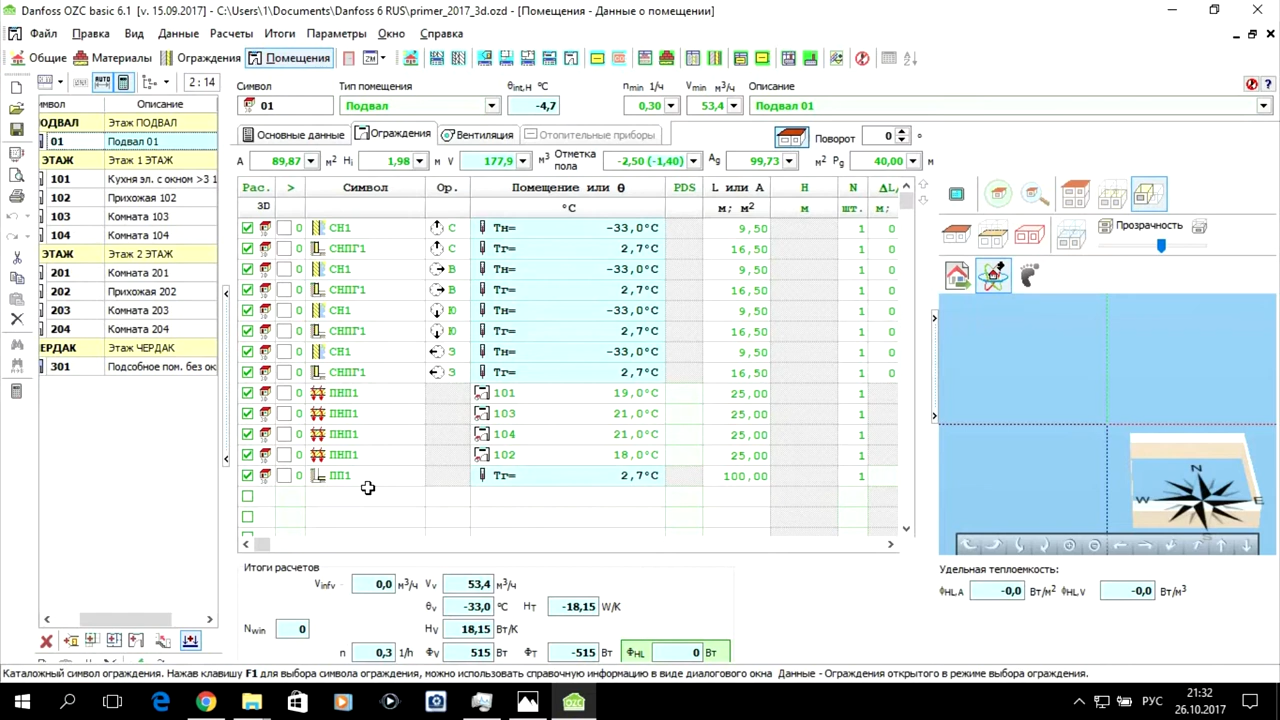 Danfoss OZC basic 6.1 [v. 15.09.2017] - C:\Users\1\Documents\Danfoss 6 RUS\primer_2017_3d.ozd - [Помещения - Данные о помещении]
Файл Правка Вид Данные Расчеты Итоги Параметры Окно Справка
Общие Материалы Ограждения Помещения
AUTO 2 : 14
Символ Тип помещения θint,H °C nmin 1/ч Vmin м³/ч Описание
01 Подвал -4,7 0,30 53,4 Подвал 01
мвол Описание
ОДВАЛ Этаж ПОДВАЛ
01 Подвал 01
ЭТАЖ Этаж 1 ЭТАЖ
101 Кухня эл. с окном >3 1
102 Прихожая 102
103 Комната 103
104 Комната 104
ЭТАЖ Этаж 2 ЭТАЖ
201 Комната 201
202 Прихожая 202
203 Комната 203
204 Комната 204
ЕРДАК Этаж ЧЕРДАК
301 Подсобное пом. без ок
Основные данные Ограждения Вентиляция Отопительные приборы Поворот 0 °
A 89,87 м² Hi 1,98 м V 177,9 м³ Отметка пола -2,50 (-1,40) Ag 99,73 м² Pg 40,00 м
Рас. > Символ Ор. Помещение или θ PDS L или A H N ΔL,
3D °C м; м² м шт. м;
0 СН1 С Тн= -33,0°C 9,50 1 0
0 СНПГ1 С Тг= 2,7°C 16,50 1 0
0 СН1 В Тн= -33,0°C 9,50 1 0
0 СНПГ1 В Тг= 2,7°C 16,50 1 0
0 СН1 Ю Тн= -33,0°C 9,50 1 0
0 СНПГ1 Ю Тг= 2,7°C 16,50 1 0
0 СН1 З Тн= -33,0°C 9,50 1 0
0 СНПГ1 З Тг= 2,7°C 16,50 1 0
0 ПНП1 101 19,0°C 25,00 1
0 ПНП1 103 21,0°C 25,00 1
0 ПНП1 104 21,0°C 25,00 1
0 ПНП1 102 18,0°C 25,00 1
0 ПП1 Тг= 2,7°C 100,00 1
Прозрачность
N
W E
S
Итоги расчетов
Vinfv 0,0 м³/ч Vv 53,4 м³/ч
θv -33,0 °C HT -18,15 W/K
Nwin 0 HV 18,15 Вт/K
n 0,3 1/h ΦV 515 Вт ΦT -515 Вт ΦHL 0 Вт
Удельная теплоемкость:
ΦHL.A -0,0 Вт/м² ΦHL.V -0,0 Вт/м³
Каталожный символ ограждения. Нажав клавишу F1 для выбора символа ограждения, можно использовать справочную информацию в виде диалогового окна Данные - Ограждения открытого в режиме выбора ограждения.
РУС
21:32
26.10.2017